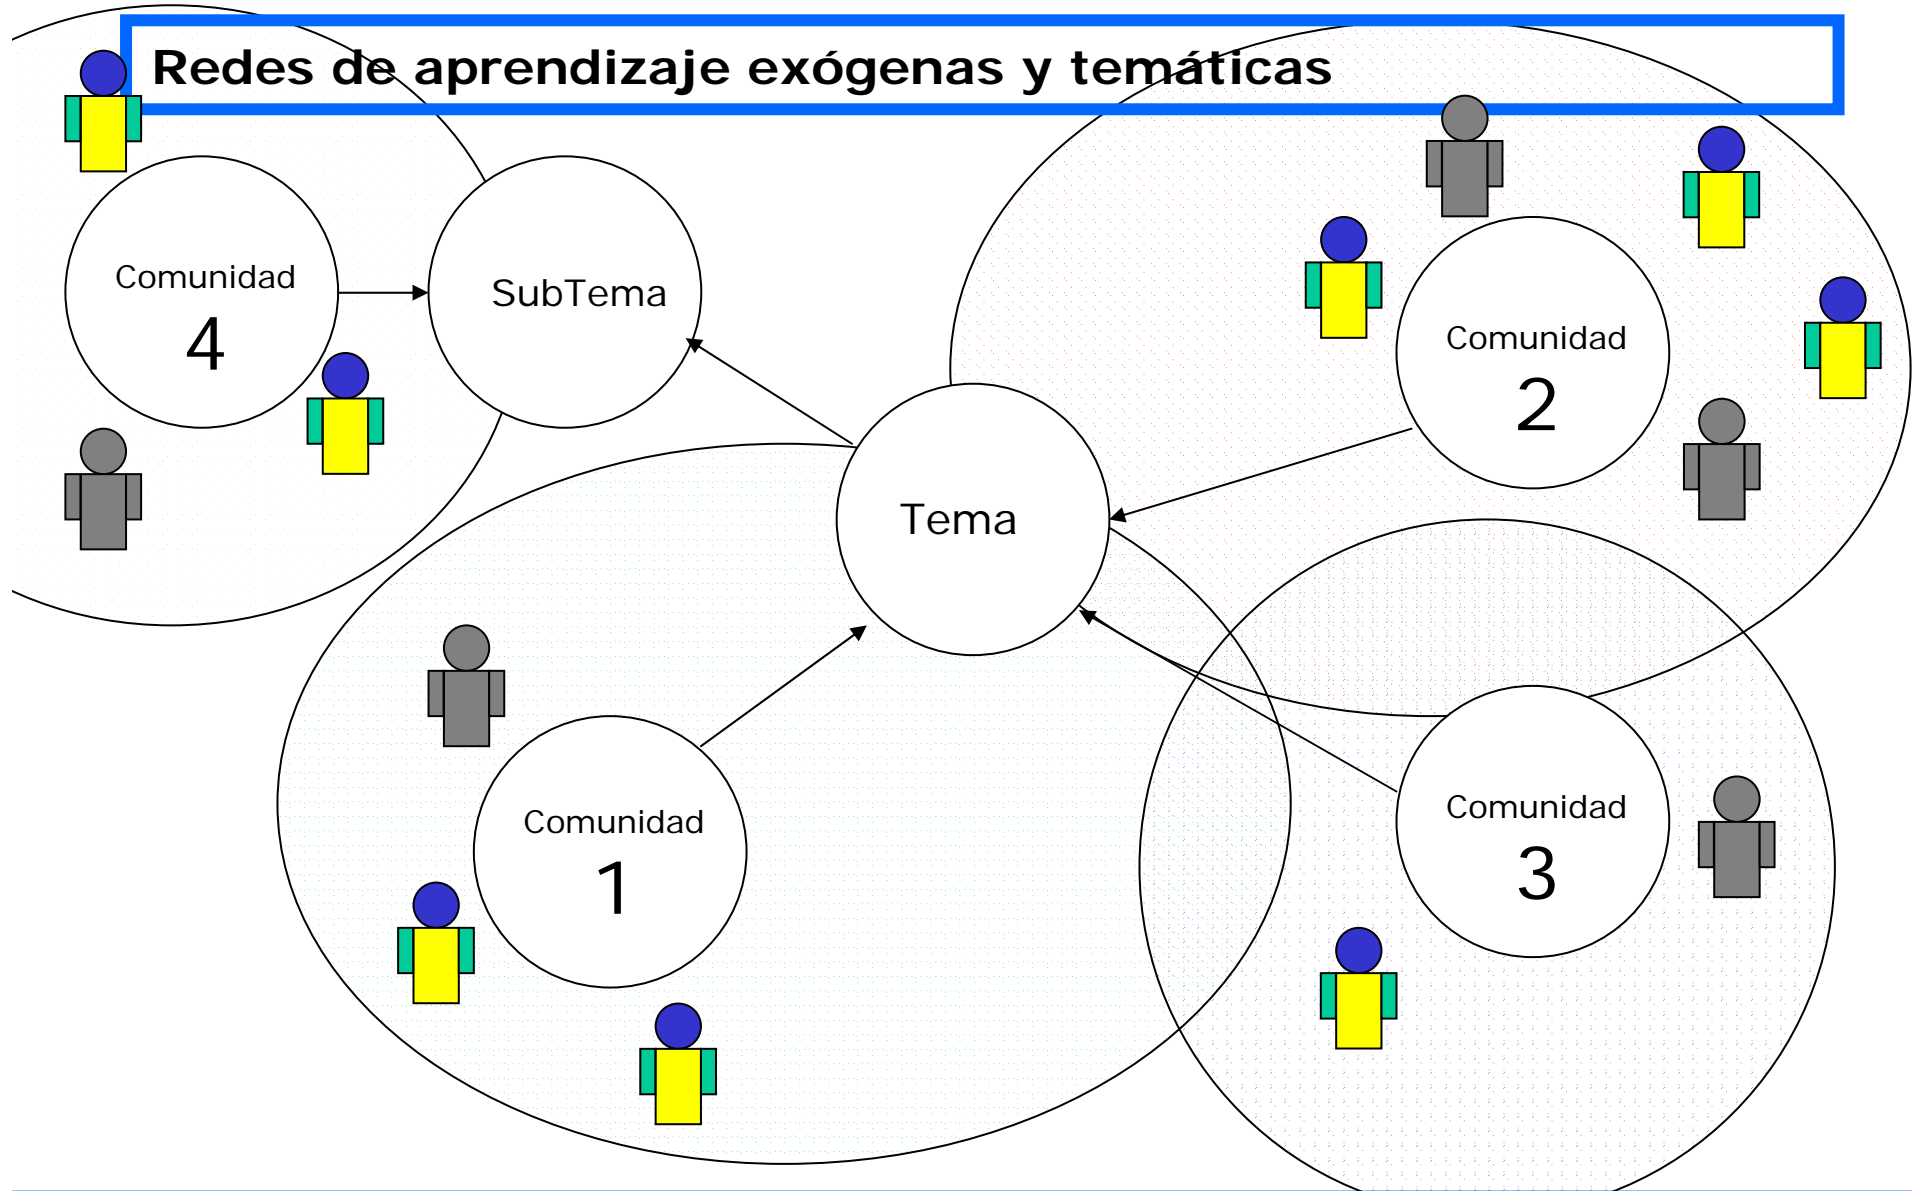 Redes de aprendizaje exógenas y temáticas
Comunidad
4
SubTema
Comunidad
2
Tema
Comunidad
1
Comunidad
3